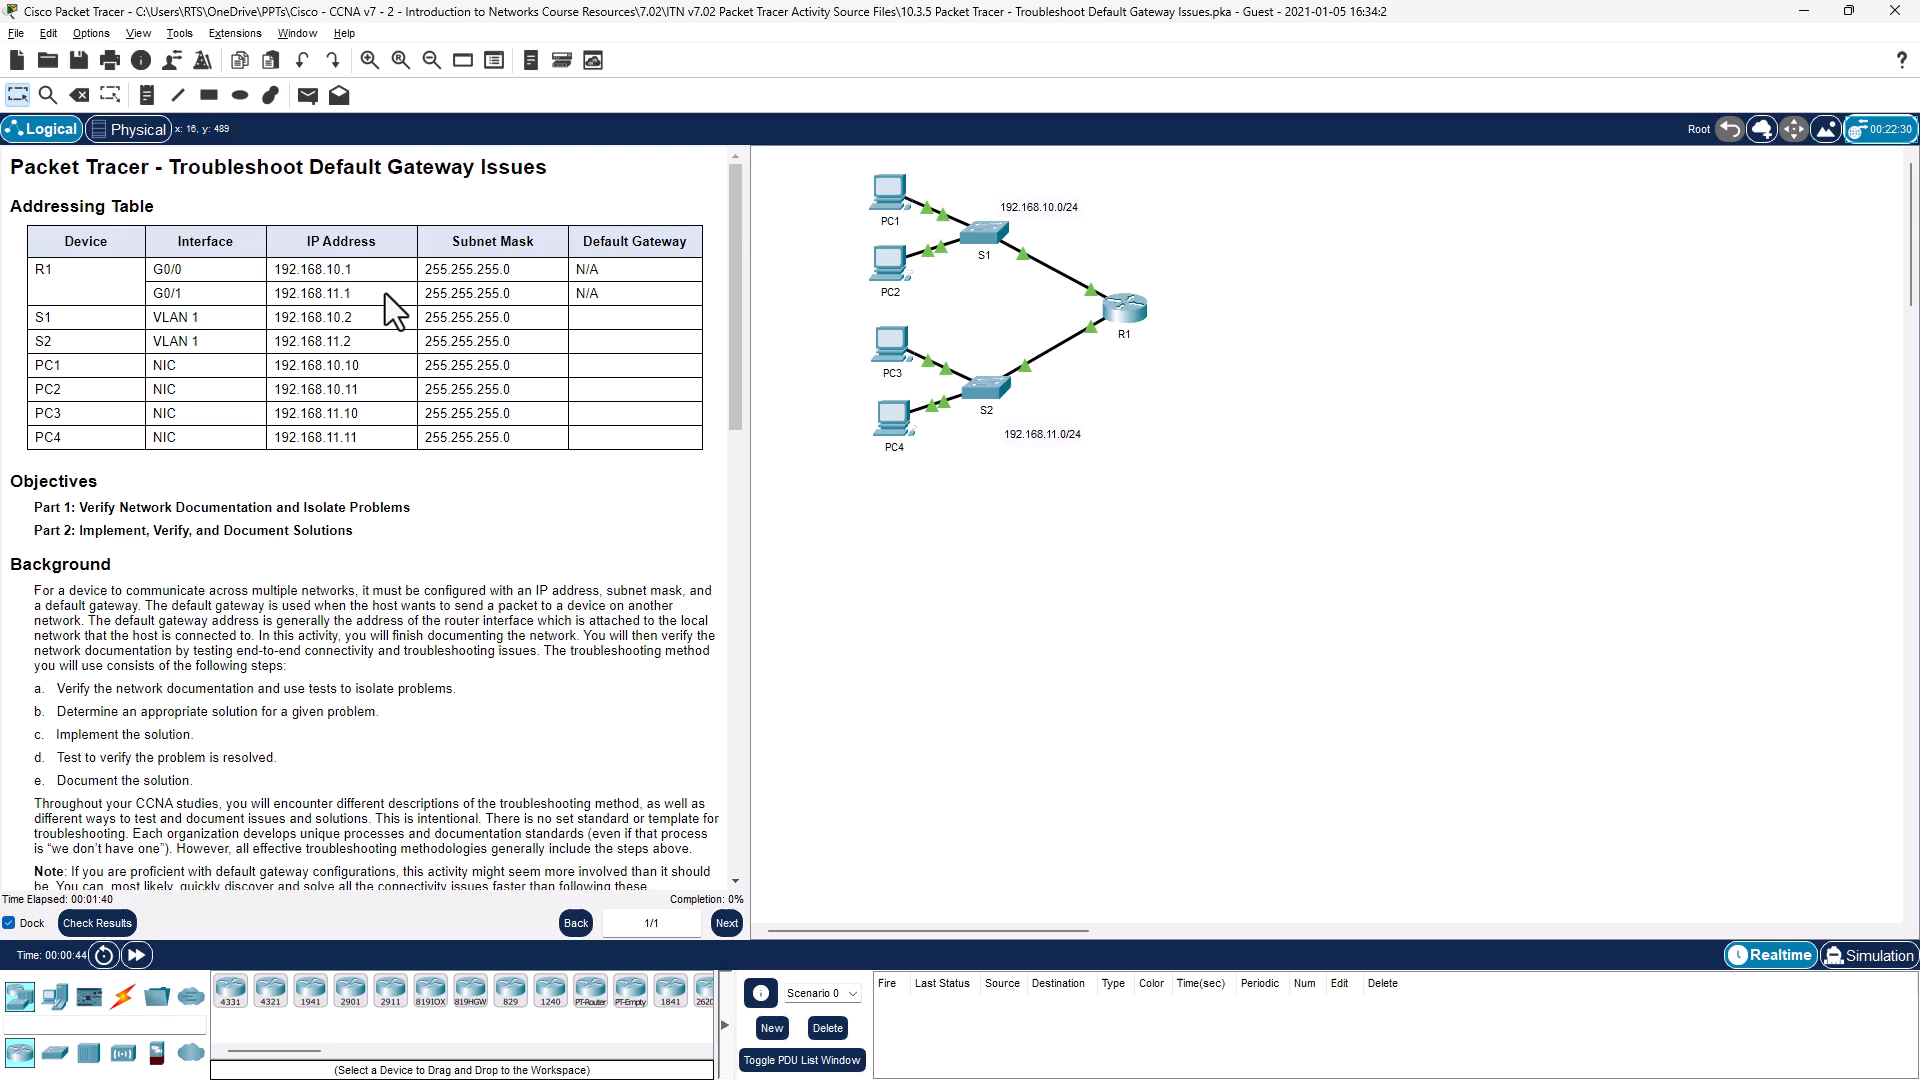 Cisco Packet Tracer - C:\Users\RTS\OneDrive\PPTs\Cisco - CCNA v7 - 2 - Introduction to Networks Course Resources\7.02\ITN v7.02 Packet Tracer Activity Source Files\10.3.5 Packet Tracer - Troubleshoot Default Gateway Issues.pka - Guest - 2021-01-05 16:34:2
File Edit Options View Tools Extensions Window Help
Logical Physical x: 16, y: 489 Root 00:22:30
Packet Tracer - Troubleshoot Default Gateway Issues
Addressing Table
Device Interface IP Address Subnet Mask Default Gateway
R1 G0/0 192.168.10.1 255.255.255.0 N/A
G0/1 192.168.11.1 255.255.255.0 N/A
S1 VLAN 1 192.168.10.2 255.255.255.0
S2 VLAN 1 192.168.11.2 255.255.255.0
PC1 NIC 192.168.10.10 255.255.255.0
PC2 NIC 192.168.10.11 255.255.255.0
PC3 NIC 192.168.11.10 255.255.255.0
PC4 NIC 192.168.11.11 255.255.255.0
Objectives
Part 1: Verify Network Documentation and Isolate Problems
Part 2: Implement, Verify, and Document Solutions
Background
For a device to communicate across multiple networks, it must be configured with an IP address, subnet mask, and
a default gateway. The default gateway is used when the host wants to send a packet to a device on another
network. The default gateway address is generally the address of the router interface which is attached to the local
network that the host is connected to. In this activity, you will finish documenting the network. You will then verify the
network documentation by testing end-to-end connectivity and troubleshooting issues. The troubleshooting method
you will use consists of the following steps:
a. Verify the network documentation and use tests to isolate problems.
b. Determine an appropriate solution for a given problem.
c. Implement the solution.
d. Test to verify the problem is resolved.
e. Document the solution.
Throughout your CCNA studies, you will encounter different descriptions of the troubleshooting method, as well as
different ways to test and document issues and solutions. This is intentional. There is no set standard or template for
troubleshooting. Each organization develops unique processes and documentation standards (even if that process
is “we don’t have one”). However, all effective troubleshooting methodologies generally include the steps above.
Note: If you are proficient with default gateway configurations, this activity might seem more involved than it should
be. You can, most likely, quickly discover and solve all the connectivity issues faster than following these
Time Elapsed: 00:01:40 Completion: 0%
Dock Check Results Back 1/1 Next
PC1
192.168.10.0/24
S1
PC2
R1
PC3
S2
192.168.11.0/24
PC4
Time: 00:00:44 Realtime Simulation
4331 4321 1941 2901 2911 819IOX 819HGW 829 1240 PT-Router PT-Empty 1841 2620
(Select a Device to Drag and Drop to the Workspace)
Scenario 0
New Delete
Toggle PDU List Window
Fire Last Status Source Destination Type Color Time(sec) Periodic Num Edit Delete